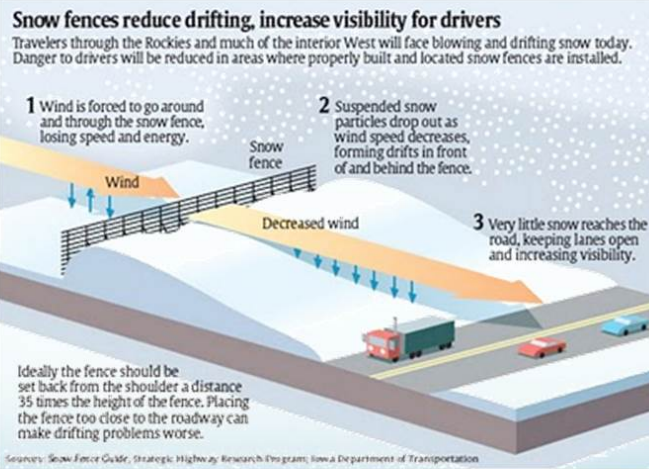 Snow fences reduce drifting, increase visibility for drivers
Travelers through the Rockies and much of the interior West will face blowing and drifting snow today.
Danger to drivers will be reduced in areas where properly built and located snow fences are installed.
1 Wind is forced to go around
and through the snow fence,
losing speed and energy.
2 Suspended snow
particles drop out as
wind speed decreases,
forming drifts in front
of and behind the fence.
Snow
fence
Wind
Decreased wind
3 Very little snow reaches the
road, keeping lanes open
and increasing visibility.
Ideally the fence should be
set back from the shoulder a distance
35 times the height of the fence. Placing
the fence too close to the roadway can
make drifting problems worse.
Sources: Snow Fence Guide, Strategic Highway Research Program; Iowa Department of Transportation